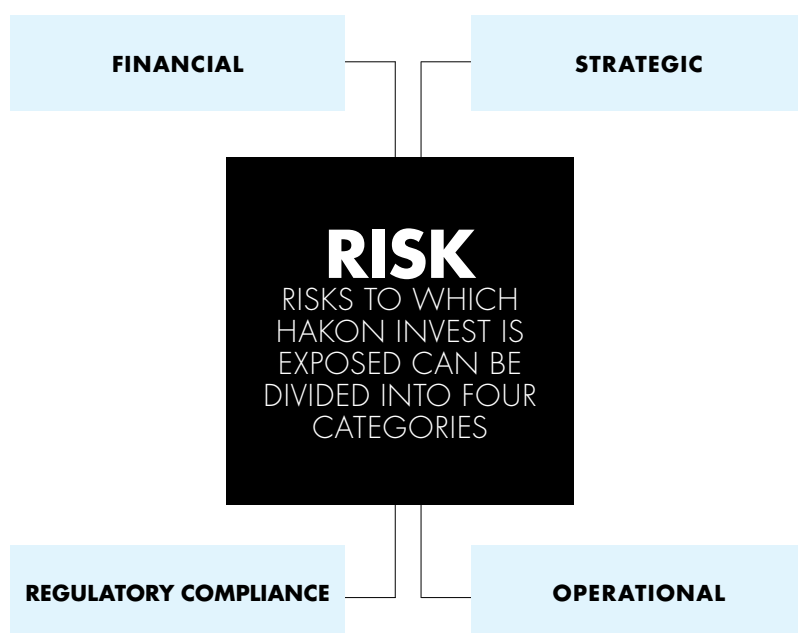 FINANCIAL
STRATEGIC
RISK
RISKS TO WHICH
HAKON INVEST IS
EXPOSED CAN BE
DIVIDED INTO FOUR
CATEGORIES
REGULATORY COMPLIANCE
OPERATIONAL